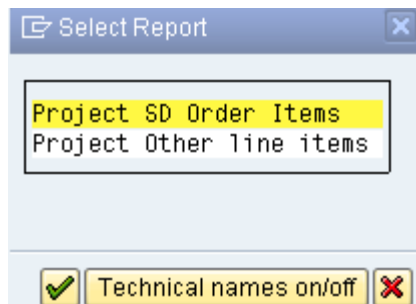 Select Report
Project SD Order Items
Project Other line items
Technical names on/off